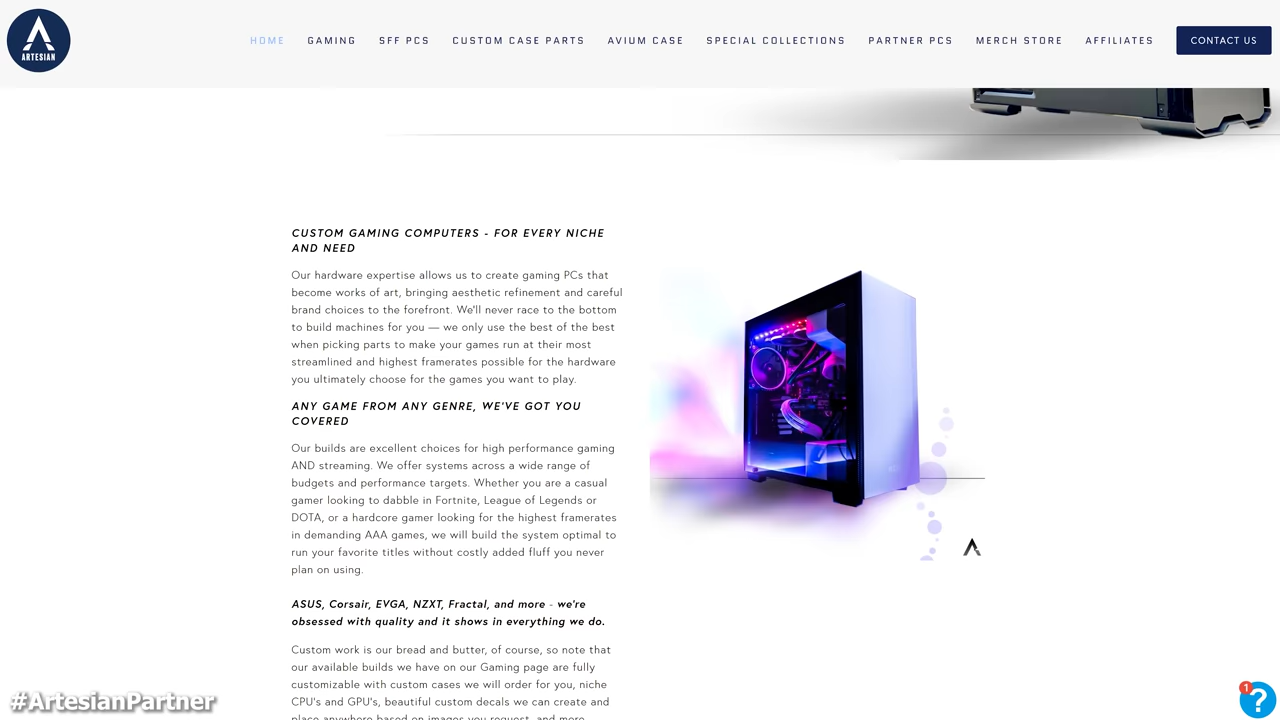 ARTESIAN
HOME GAMING SFF PCS CUSTOM CASE PARTS AVIUM CASE SPECIAL COLLECTIONS PARTNER PCS MERCH STORE AFFILIATES CONTACT US
CUSTOM GAMING COMPUTERS - FOR EVERY NICHE
AND NEED
Our hardware expertise allows us to create gaming PCs that
become works of art, bringing aesthetic refinement and careful
brand choices to the forefront. We'll never race to the bottom
to build machines for you — we only use the best of the best
when picking parts to make your games run at their most
streamlined and highest framerates possible for the hardware
you ultimately choose for the games you want to play.
ANY GAME FROM ANY GENRE, WE'VE GOT YOU
COVERED
Our builds are excellent choices for high performance gaming
AND streaming. We offer systems across a wide range of
budgets and performance targets. Whether you are a casual
gamer looking to dabble in Fortnite, League of Legends or
DOTA, or a hardcore gamer looking for the highest framerates
in demanding AAA games, we will build the system optimal to
run your favorite titles without costly added fluff you never
plan on using.
ASUS, Corsair, EVGA, NZXT, Fractal, and more - we're
obsessed with quality and it shows in everything we do.
Custom work is our bread and butter, of course, so note that
our available builds we have on our Gaming page are fully
customizable with custom cases we will order for you, niche
CPU's and GPU's, beautiful custom decals we can create and
place anywhere based on images you request, and more
#ArtesianPartner
1
?